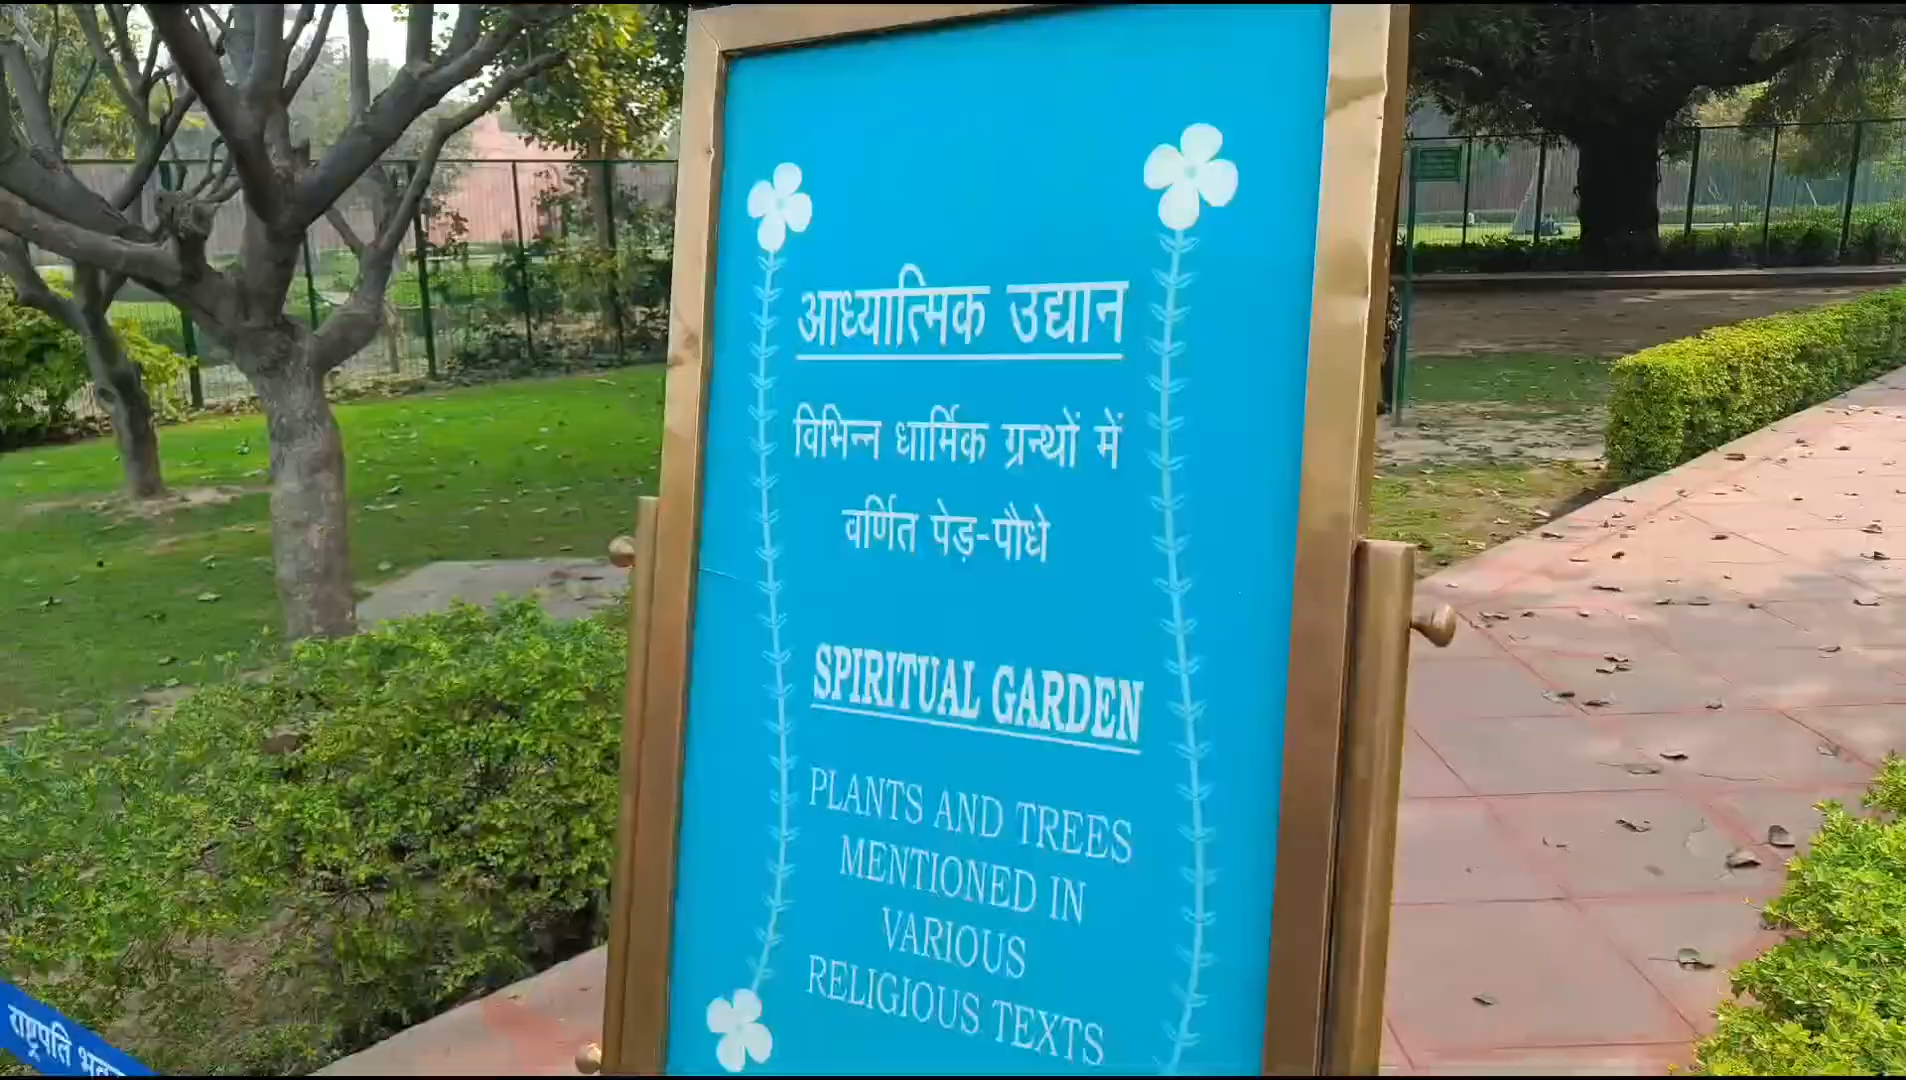 आध्यात्मिक उद्यान
विभिन्न धार्मिक ग्रन्थों में
वर्णित पेड़-पौधे
SPIRITUAL GARDEN
PLANTS AND TREES
MENTIONED IN
VARIOUS
RELIGIOUS TEXTS
राष्ट्रपति